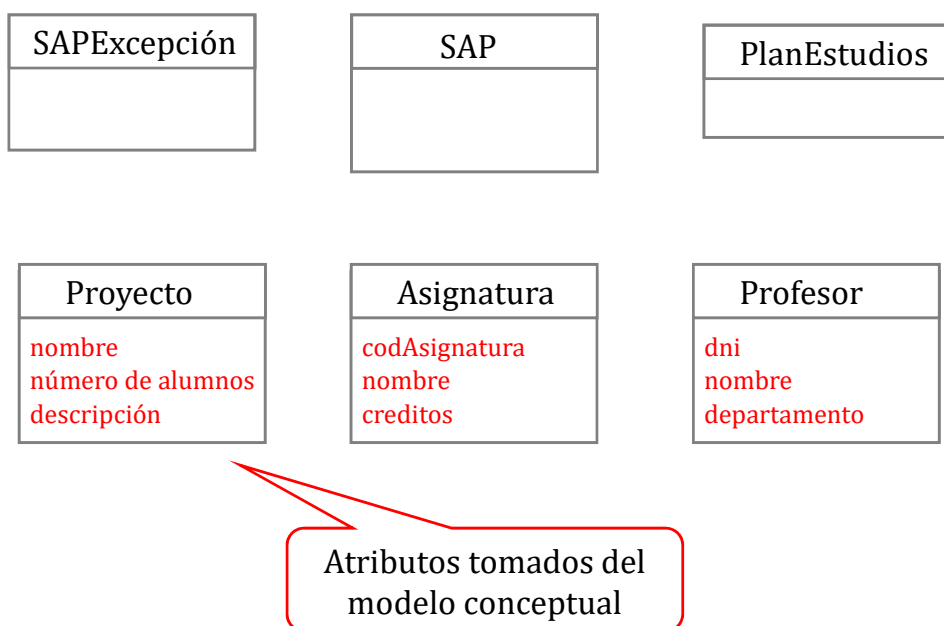 SAPExcepción
SAP
PlanEstudios
Proyecto
nombre
número de alumnos
descripción
Asignatura
codAsignatura
nombre
creditos
Profesor
dni
nombre
departamento
Atributos tomados del
modelo conceptual